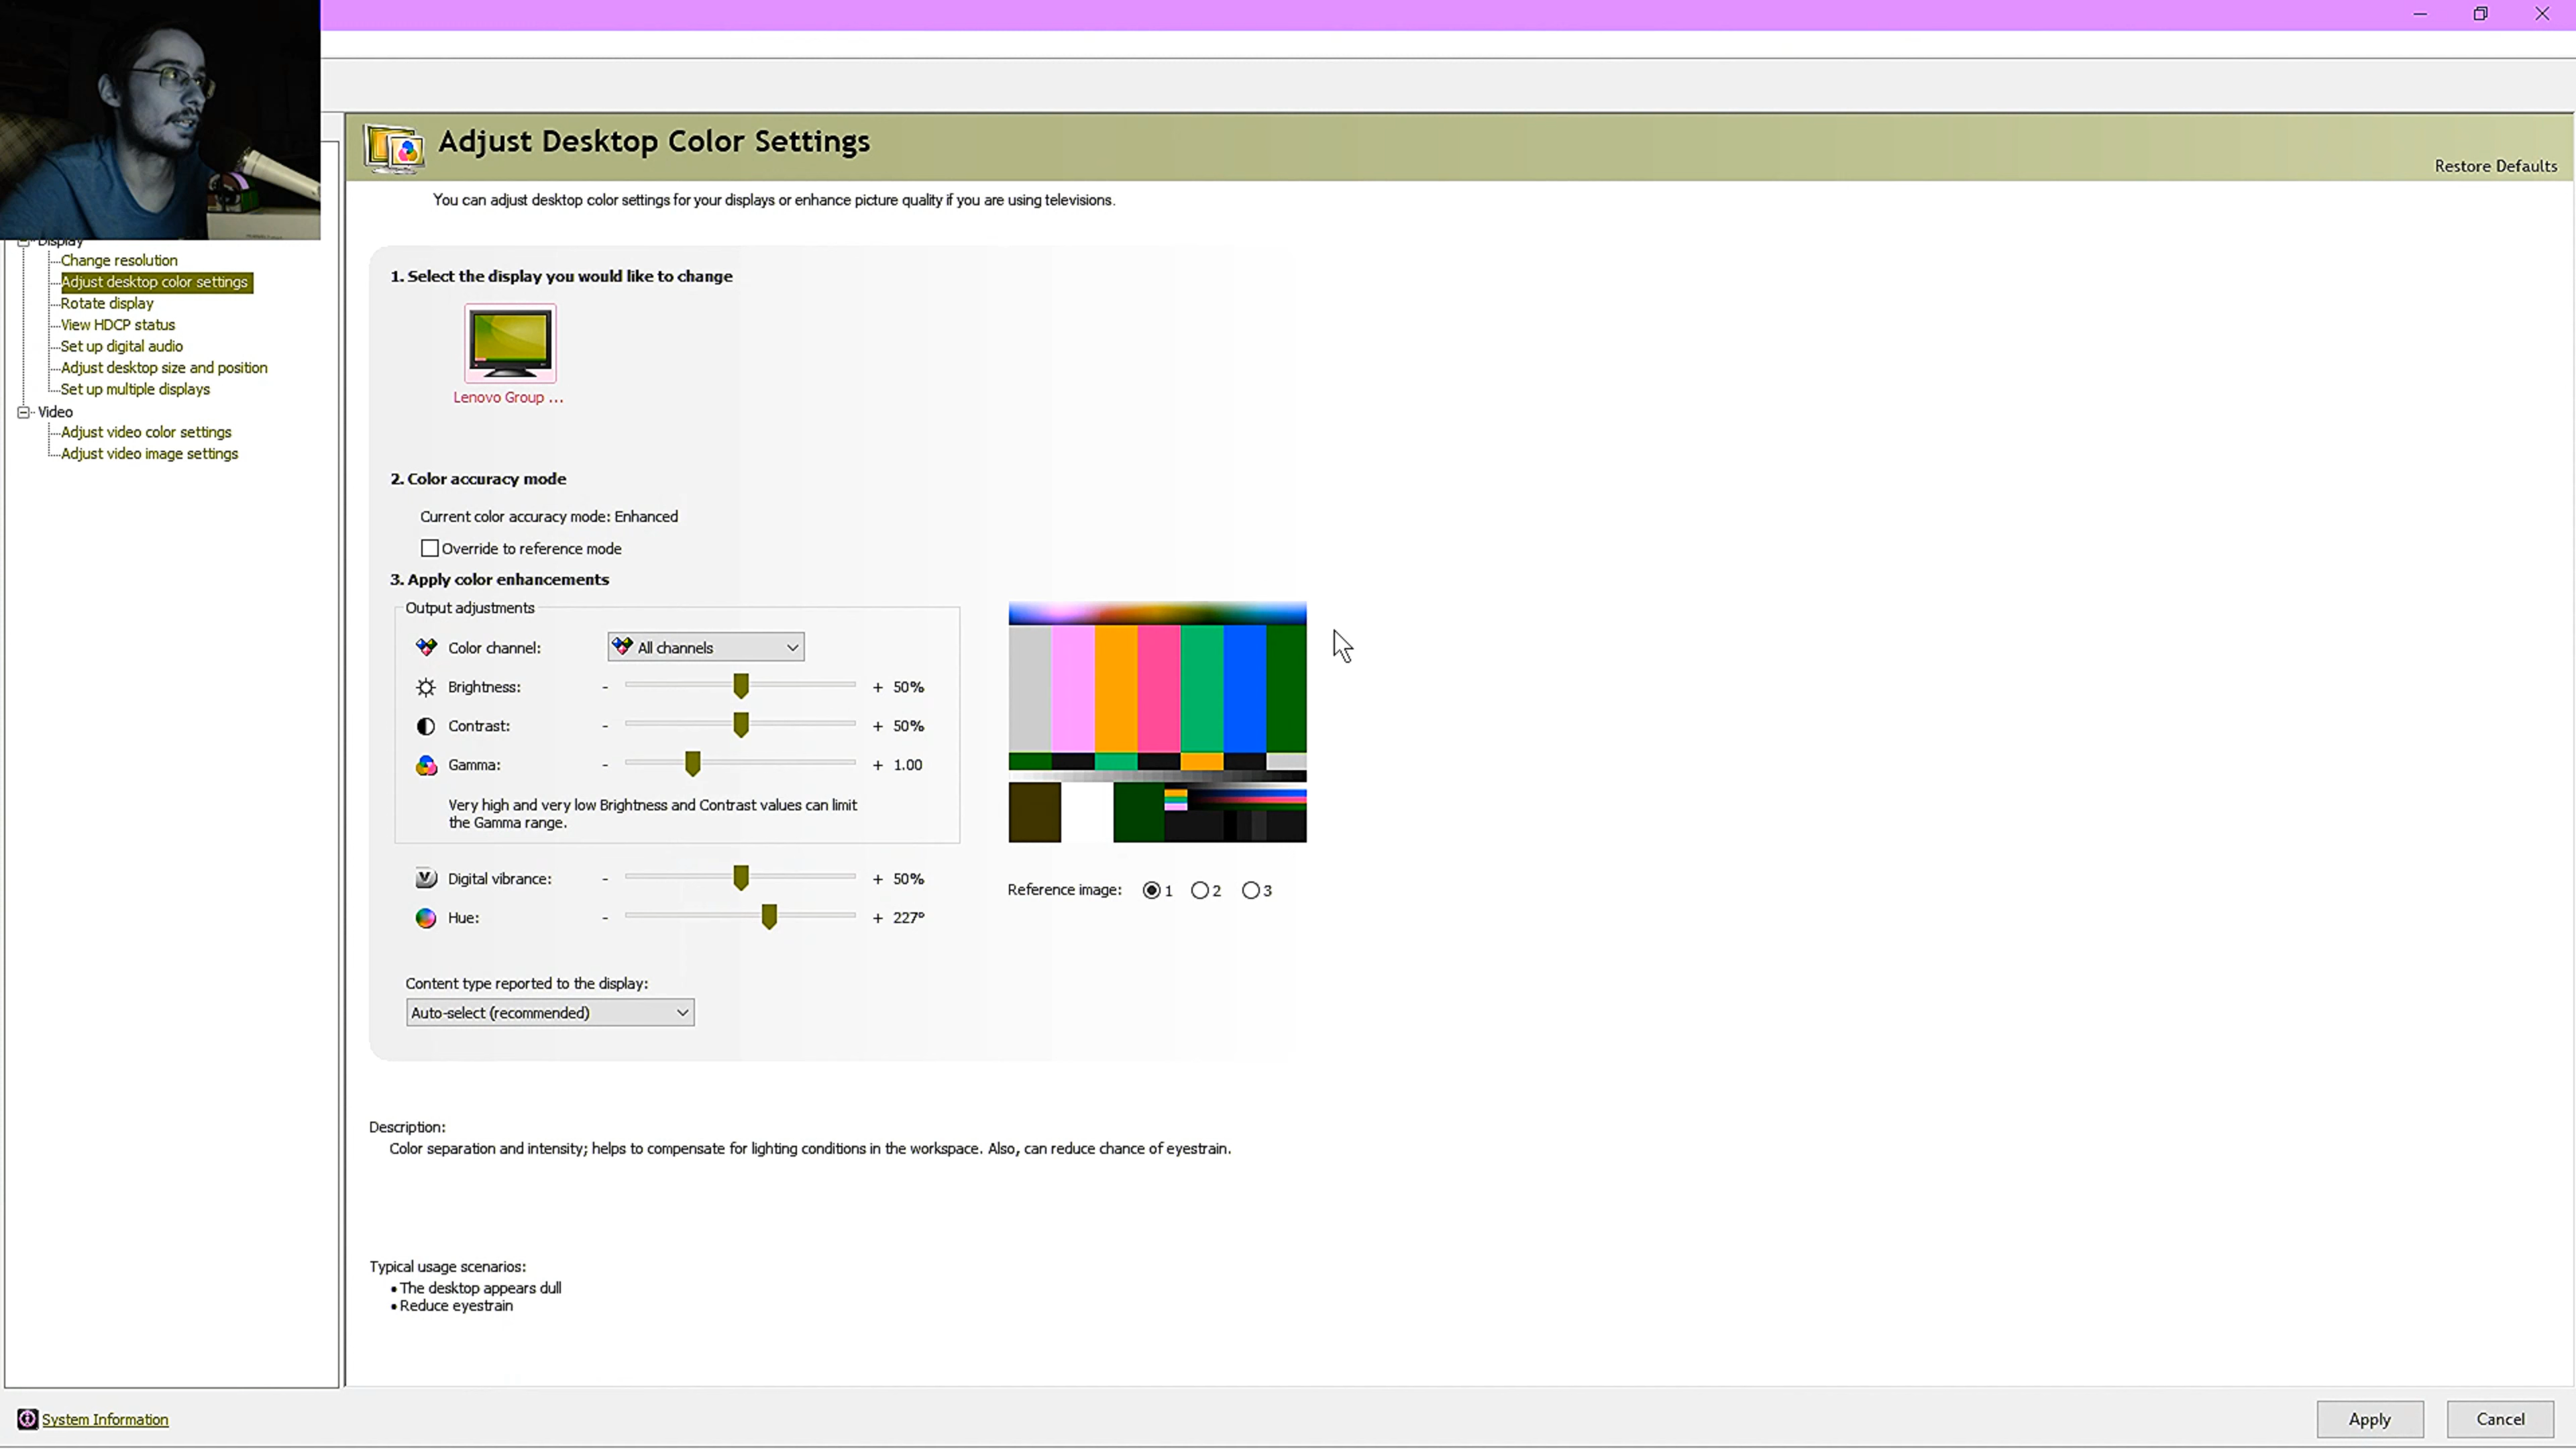 Adjust Desktop Color Settings
Restore Defaults
You can adjust desktop color settings for your displays or enhance picture quality if you are using televisions.
Display
Change resolution
Adjust desktop color settings
Rotate display
View HDCP status
Set up digital audio
Adjust desktop size and position
Set up multiple displays
Video
Adjust video color settings
Adjust video image settings
1. Select the display you would like to change
Lenovo Group ...
2. Color accuracy mode
Current color accuracy mode: Enhanced
Override to reference mode
3. Apply color enhancements
Output adjustments
Color channel: All channels
Brightness: - + 50%
Contrast: - + 50%
Gamma: - + 1.00
Very high and very low Brightness and Contrast values can limit
the Gamma range.
Digital vibrance: - + 50%
Hue: - + 227°
Reference image: 1 2 3
Content type reported to the display:
Auto-select (recommended)
Description:
Color separation and intensity; helps to compensate for lighting conditions in the workspace. Also, can reduce chance of eyestrain.
Typical usage scenarios:
• The desktop appears dull
• Reduce eyestrain
System Information
Apply
Cancel